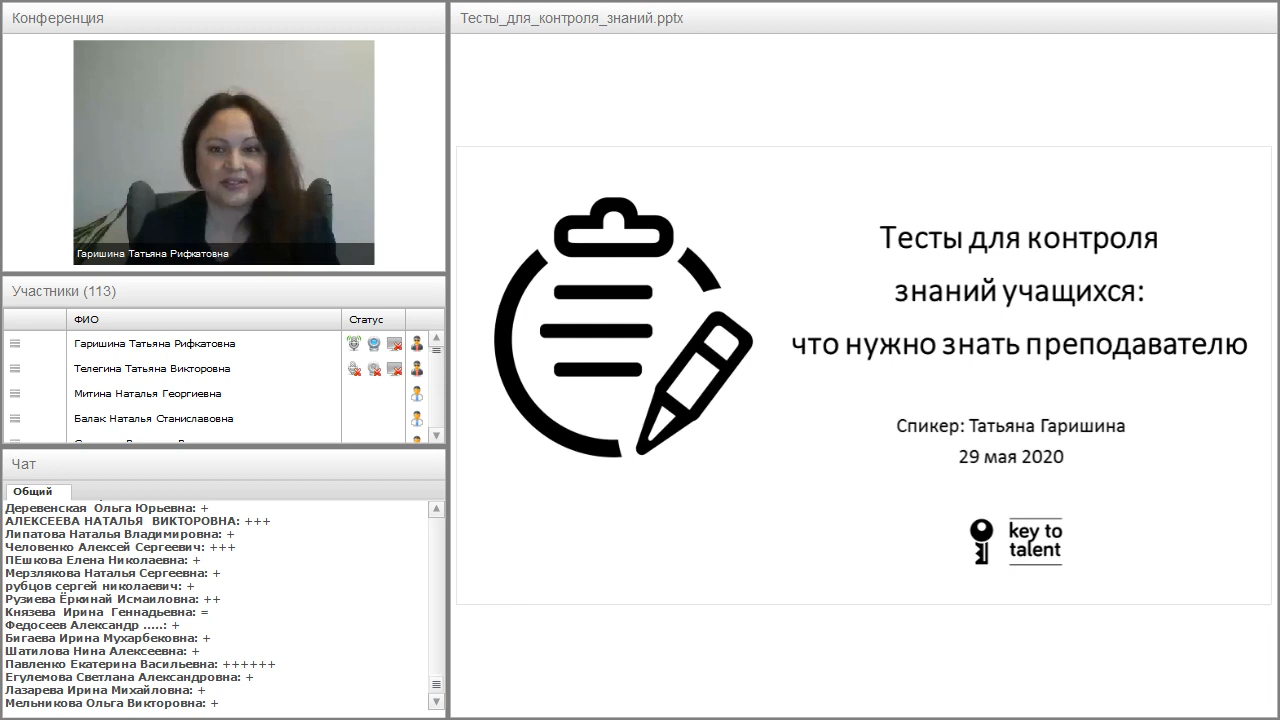 Конференция
Гаришина Татьяна Рифкатовна
Участники (113)
ФИО
Статус
Гаришина Татьяна Рифкатовна
Телегина Татьяна Викторовна
Митина Наталья Георгиевна
Балак Наталья Станиславовна
Чат
Общий
Деревенская Ольга Юрьевна: +
АЛЕКСЕЕВА НАТАЛЬЯ ВИКТОРОВНА: +++
Липатова Наталья Владимировна: +
Человенко Алексей Сергеевич: +++
ПЕшкова Елена Николаевна: +
Мерзлякова Наталья Сергеевна: +
рубцов сергей николаевич: +
Рузиева Ёркинай Исмаиловна: ++
Князева Ирина Геннадьевна: =
Федосеев Александр .....: +
Бигаева Ирина Мухарбековна: +
Шатилова Нина Алексеевна: +
Павленко Екатерина Васильевна: ++++++
Егулемова Светлана Александровна: +
Лазарева Ирина Михайловна: +
Мельникова Ольга Викторовна: +
Тесты_для_контроля_знаний.pptx
Тесты для контроля
знаний учащихся:
что нужно знать преподавателю
Спикер: Татьяна Гаришина
29 мая 2020
key to
talent